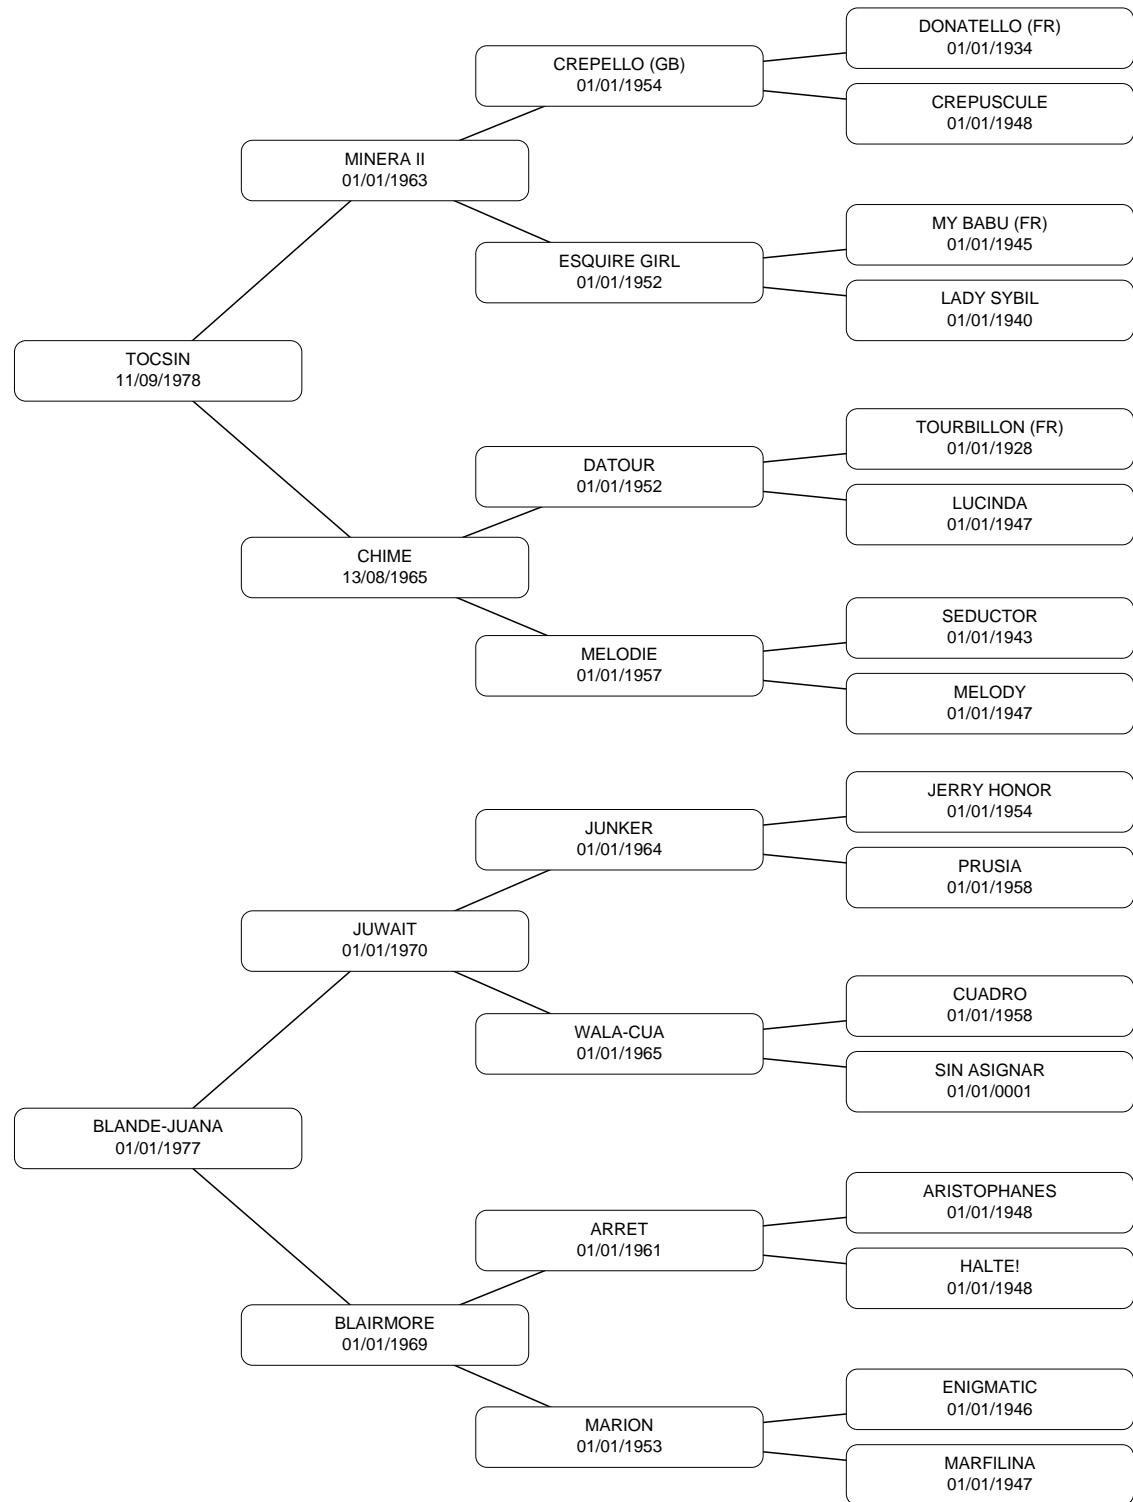 DONATELLO (FR)
01/01/1934
CREPELLO (GB)
01/01/1954
CREPUSCULE
01/01/1948
MINERA II
01/01/1963
MY BABU (FR)
01/01/1945
ESQUIRE GIRL
01/01/1952
LADY SYBIL
01/01/1940
TOCSIN
11/09/1978
TOURBILLON (FR)
01/01/1928
DATOUR
01/01/1952
LUCINDA
01/01/1947
CHIME
13/08/1965
SEDUCTOR
01/01/1943
MELODIE
01/01/1957
MELODY
01/01/1947
JERRY HONOR
01/01/1954
JUNKER
01/01/1964
PRUSIA
01/01/1958
JUWAIT
01/01/1970
CUADRO
01/01/1958
WALA-CUA
01/01/1965
SIN ASIGNAR
01/01/0001
BLANDE-JUANA
01/01/1977
ARISTOPHANES
01/01/1948
ARRET
01/01/1961
HALTE!
01/01/1948
BLAIRMORE
01/01/1969
ENIGMATIC
01/01/1946
MARION
01/01/1953
MARFILINA
01/01/1947